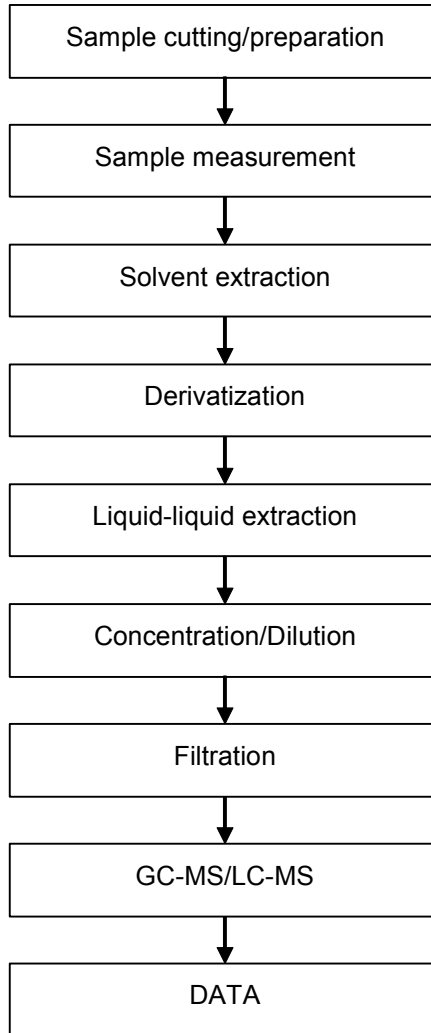 Sample cutting/preparation
Sample measurement
Solvent extraction
Derivatization
Liquid-liquid extraction
Concentration/Dilution
Filtration
GC-MS/LC-MS
DATA